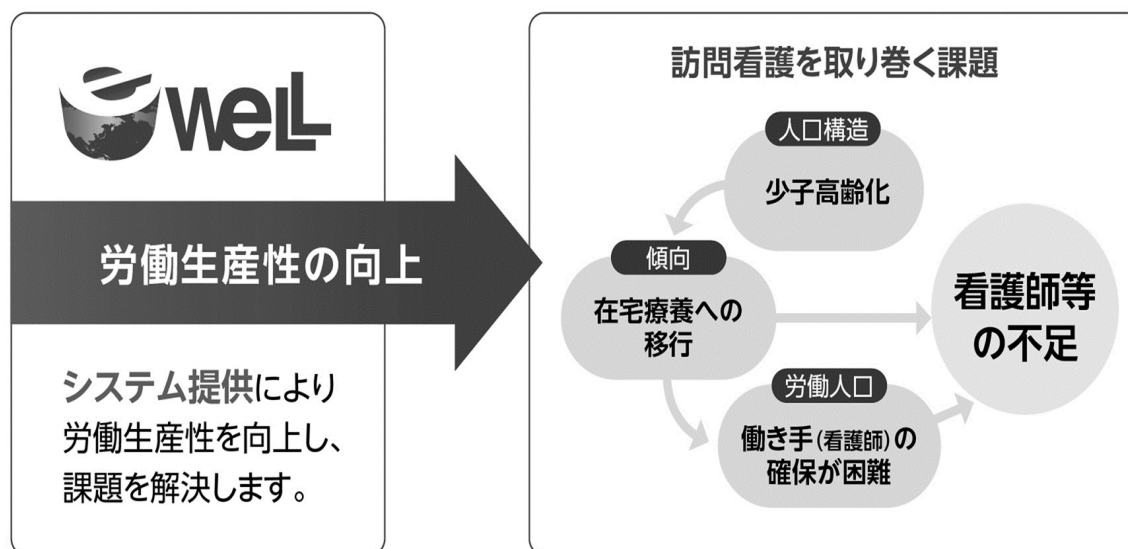 eWeLL
労働生産性の向上
システム提供により
労働生産性を向上し、
課題を解決します。
訪問看護を取り巻く課題
人口構造
少子高齢化
傾向
在宅療養への
移行
労働人口
働き手(看護師)の
確保が困難
看護師等
の不足